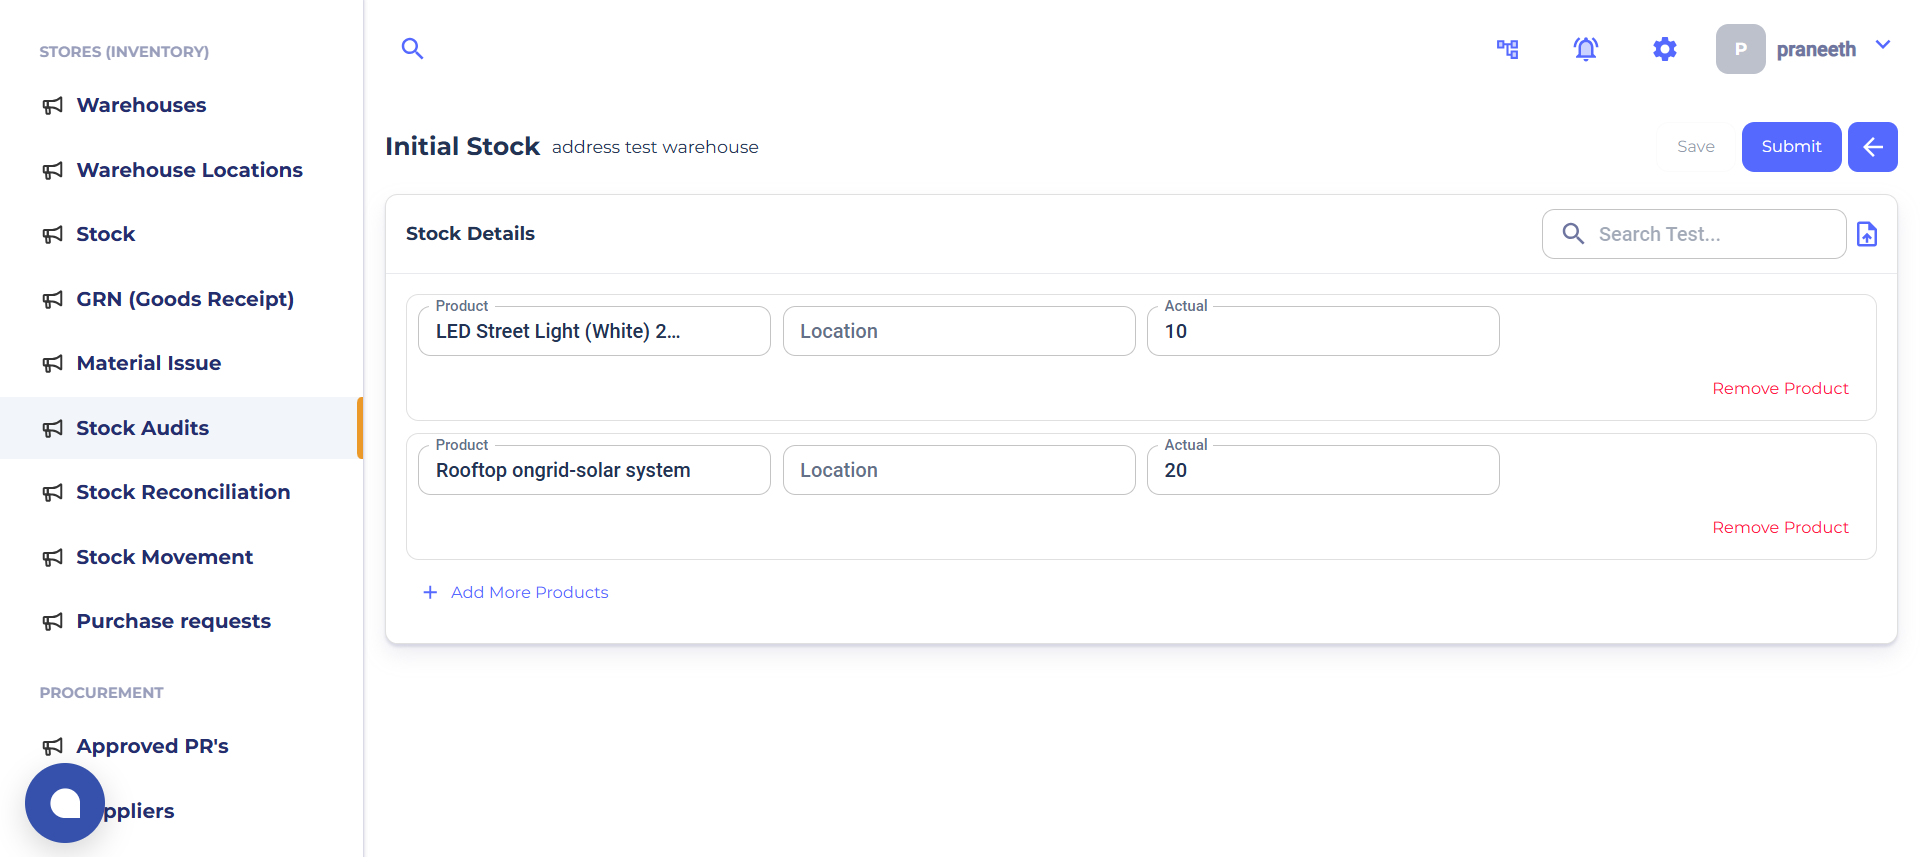 STORES (INVENTORY)
Warehouses
Warehouse Locations
Stock
GRN (Goods Receipt)
Material Issue
Stock Audits
Stock Reconciliation
Stock Movement
Purchase requests
PROCUREMENT
Approved PR's
ppliers
P praneeth
Initial Stock address test warehouse
Save Submit
Stock Details
Search Test...
Product
LED Street Light (White) 2...
Location
Actual
10
Remove Product
Product
Rooftop ongrid-solar system
Location
Actual
20
Remove Product
+ Add More Products